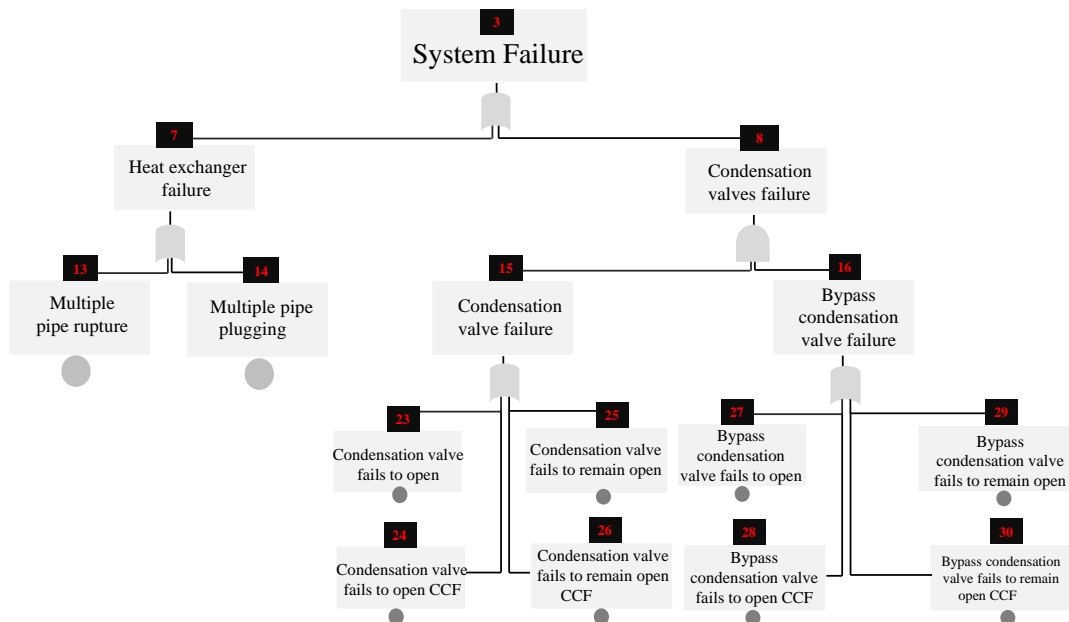 3
System Failure
7
Heat exchanger
failure
8
Condensation
valves failure
13
Multiple
pipe rupture
14
Multiple pipe
plugging
15
Condensation
valve failure
16
Bypass
condensation
valve failure
23
Condensation valve
fails to open
25
Condensation valve
fails to remain open
27
Bypass
condensation
valve fails to open
29
Bypass
condensation valve
fails to remain open
24
Condensation valve
fails to open CCF
26
Condensation valve
fails to remain open
CCF
28
Bypass
condensation valve
fails to open CCF
30
Bypass condensation
valve fails to remain
open CCF